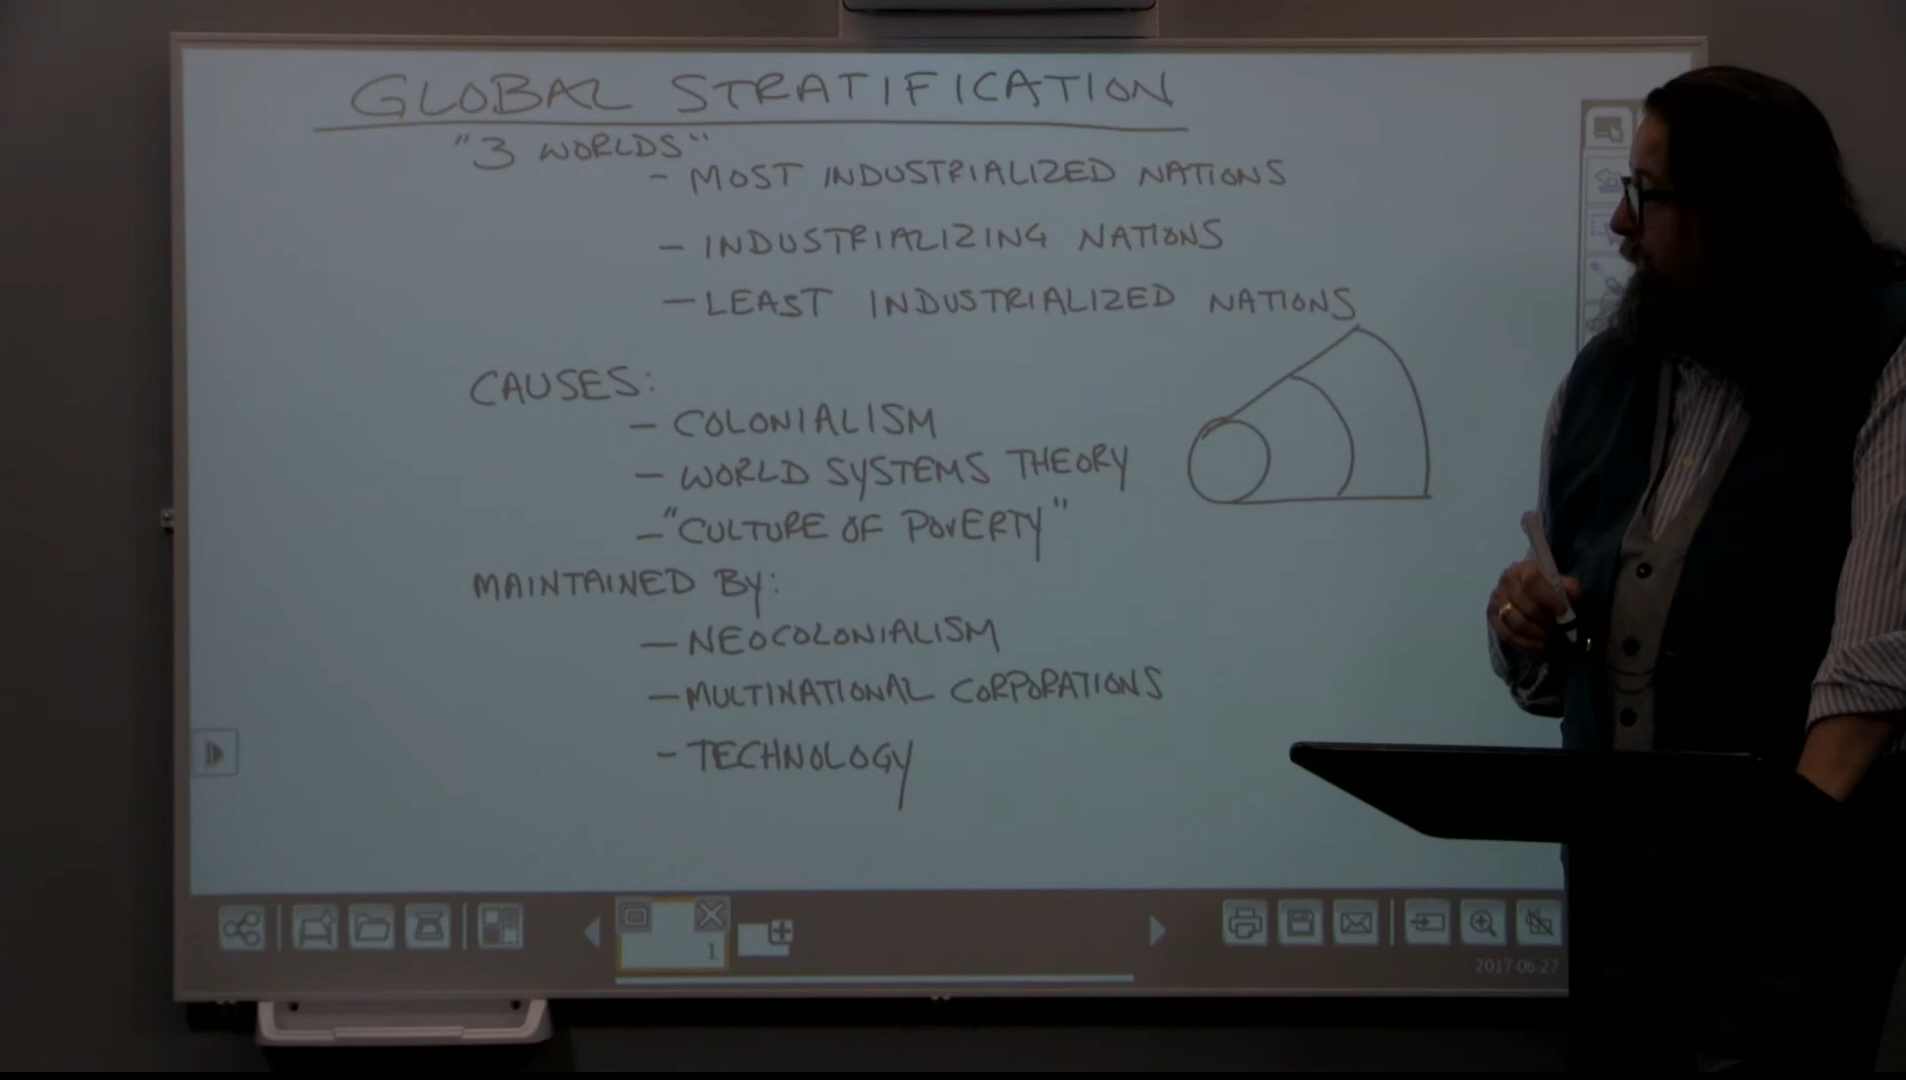 GLOBAL STRATIFICATION
"3 WORLDS"
- MOST INDUSTRIALIZED NATIONS
- INDUSTRIALIZING NATIONS
- LEAST INDUSTRIALIZED NATIONS
CAUSES:
- COLONIALISM
- WORLD SYSTEMS THEORY
- "CULTURE OF POVERTY"
MAINTAINED BY:
- NEOCOLONIALISM
- MULTINATIONAL CORPORATIONS
- TECHNOLOGY
1
2017-06-27